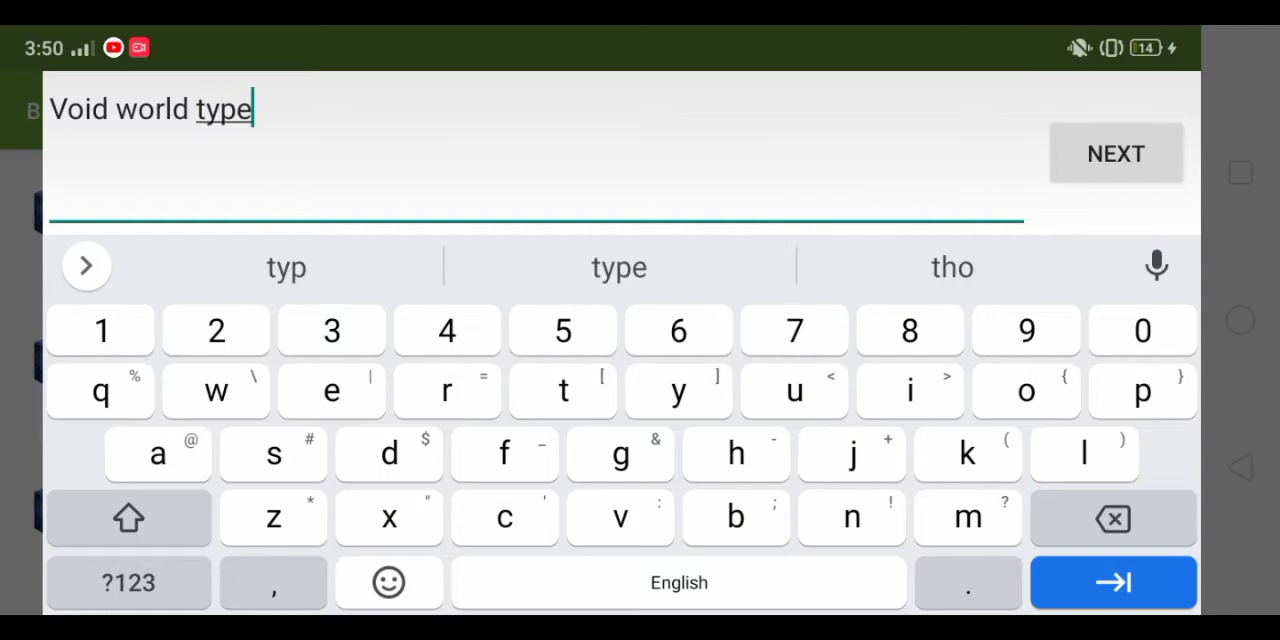 3:50
14
B
Void world type
NEXT
typ type tho
1 2 3 4 5 6 7 8 9 0
q % w \ e | r = t [ y ] u < i > o { p }
a @ s # d $ f _ g & h - j + k ( l )
z * x " c ' v : b ; n ! m ?
?123 , English .